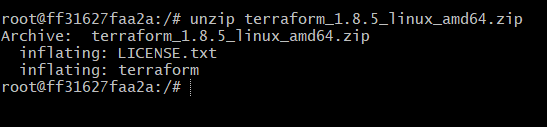 root@ff31627faa2a:/# unzip terraform_1.8.5_linux_amd64.zip
Archive:  terraform_1.8.5_linux_amd64.zip
  inflating: LICENSE.txt
  inflating: terraform
root@ff31627faa2a:/#